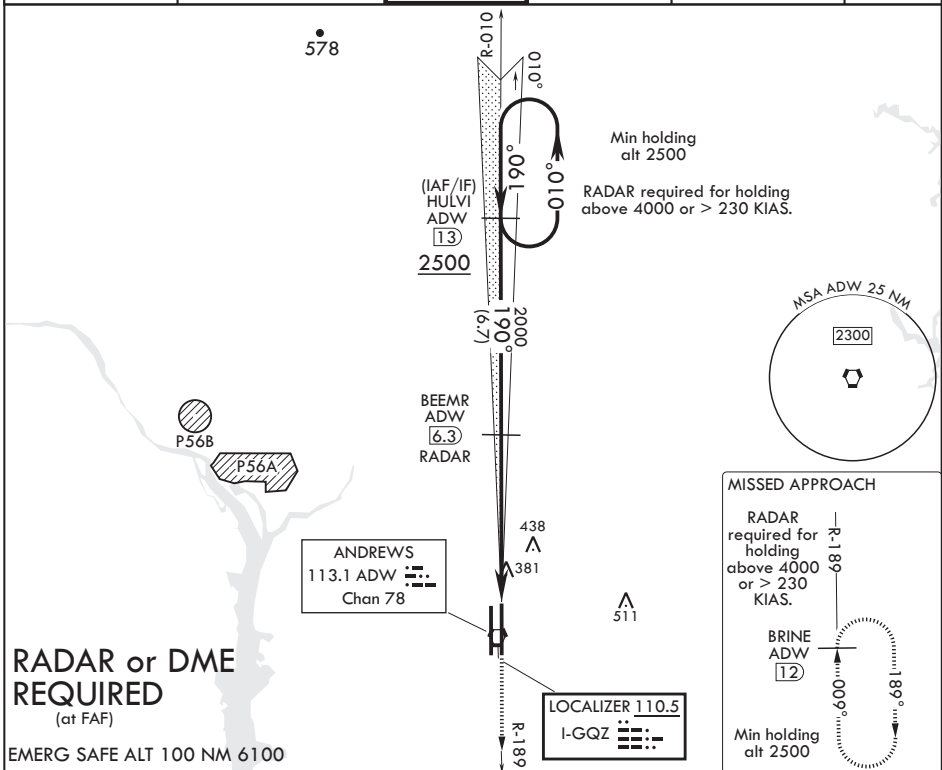 578
R-010
010°
190°
010°
Min holding
alt 2500
RADAR required for holding
above 4000 or > 230 KIAS.
(IAF/IF)
HULVI
ADW
13
2500
2000
190°
(6.7)
MSA ADW 25 NM
2300
BEEMR
ADW
6.3
RADAR
P56B
P56A
438
381
511
ANDREWS
113.1 ADW
Chan 78
LOCALIZER 110.5
I-GQZ
R-189
RADAR or DME
REQUIRED
(at FAF)
EMERG SAFE ALT 100 NM 6100
MISSED APPROACH
RADAR
required for
holding
above 4000
or > 230
KIAS.
R-189
BRINE
ADW
12
009°
189°
Min holding
alt 2500